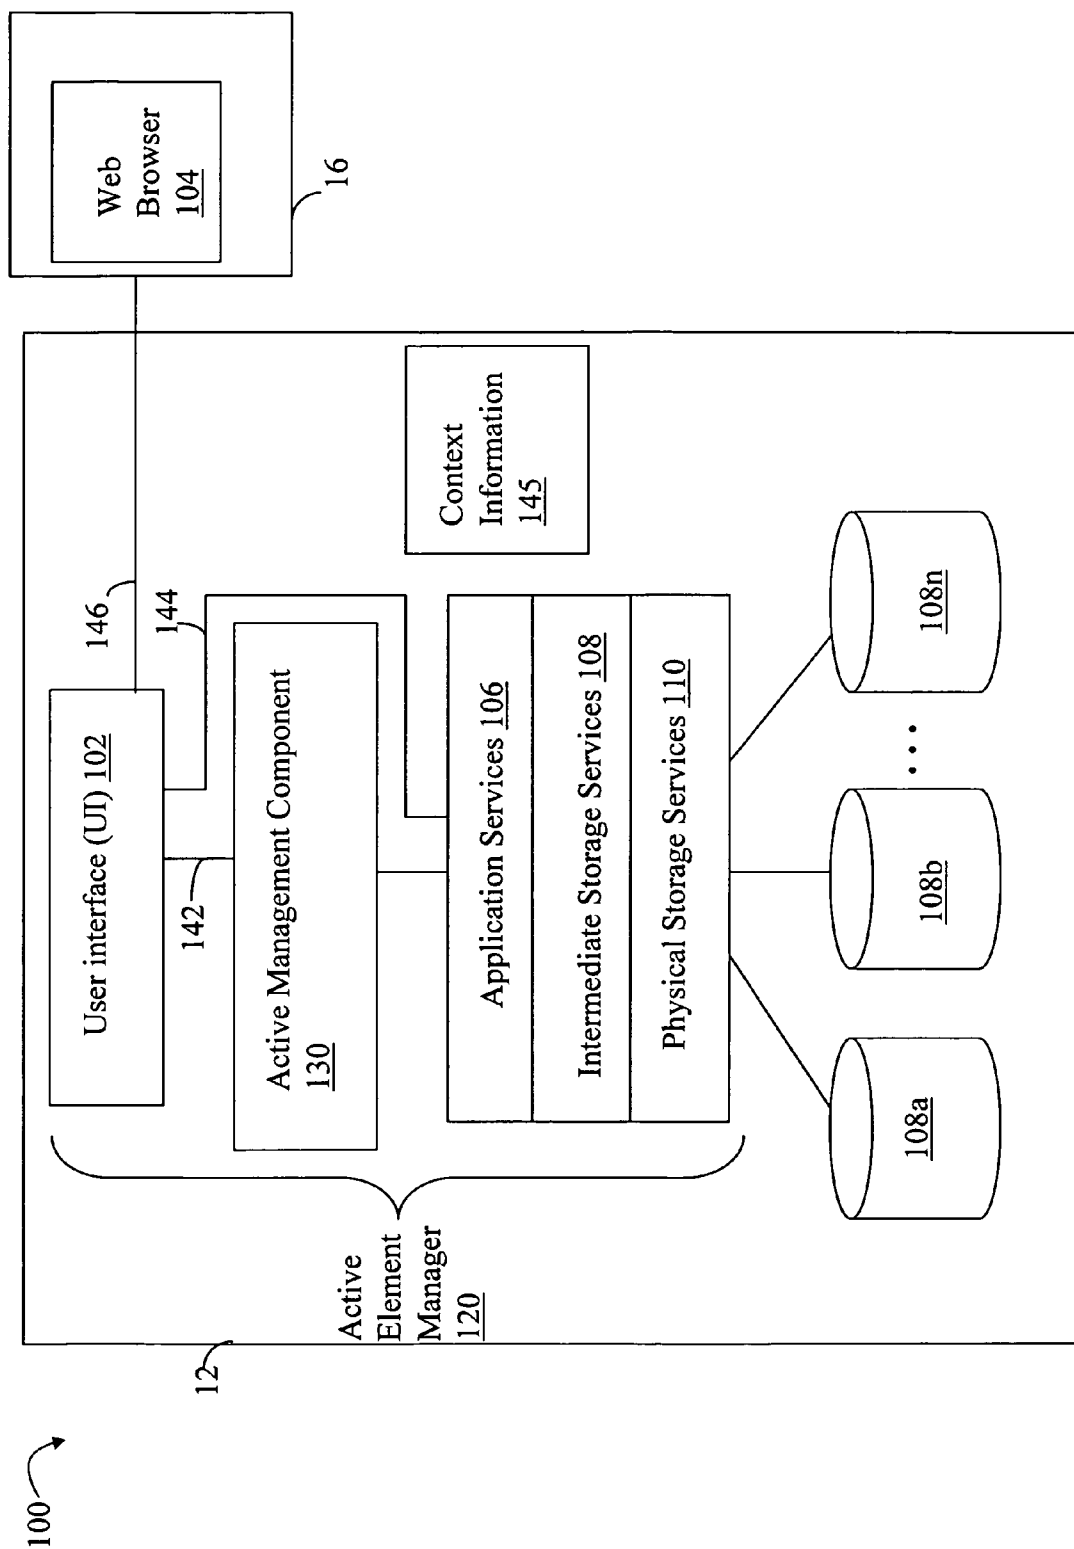 100
12
Active
Element
Manager
120
User interface (UI) 102
146
Web
Browser
104
16
142
144
Active Management Component
130
Context
Information
145
Application Services 106
Intermediate Storage Services 108
Physical Storage Services 110
108a
108b
...
108n